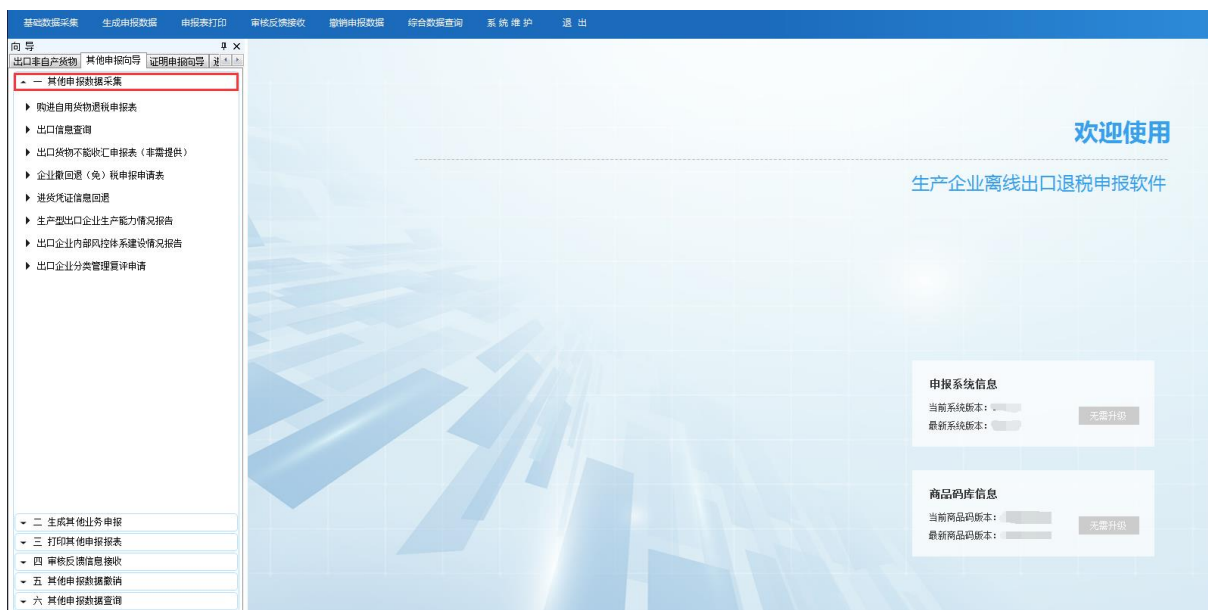 基础数据采集 生成申报数据 申报表打印 审核反馈接收 撤销申报数据 综合数据查询 系统维护 退出
向导
出口非自产货物 其他申报向导 证明申报向导
一 其他申报数据采集
购进自用货物退税申报表
出口信息查询
出口货物不能收汇申报表（非需提供）
企业撤回退（免）税申报申请表
进货凭证信息回退
生产型出口企业生产能力情况报告
出口企业内部风控体系建设情况报告
出口企业分类管理复评申请
二 生成其他业务申报
三 打印其他申报报表
四 审核反馈信息接收
五 其他申报数据撤销
六 其他申报数据查询
欢迎使用
生产企业离线出口退税申报软件
申报系统信息
当前系统版本：
最新系统版本：
无需升级
商品码库信息
当前商品码版本：
最新商品码版本：
无需升级